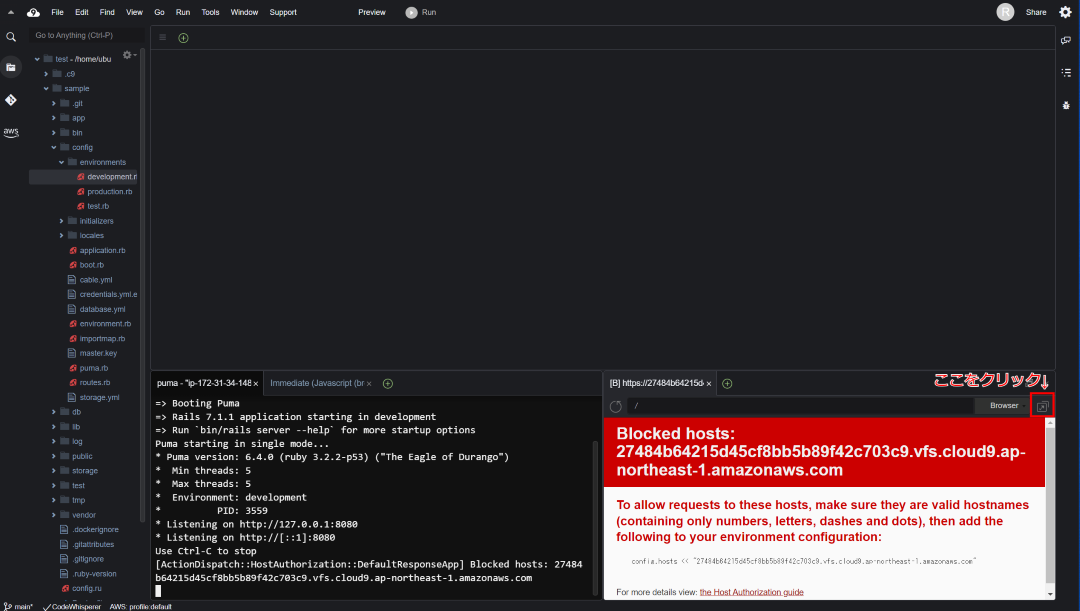 File Edit Find View Go Run Tools Window Support Preview Run R Share
Go to Anything (Ctrl-P)
test - /home/ubu
.c9
sample
.git
app
bin
config
environments
development.r
production.rb
test.rb
initializers
locales
application.rb
boot.rb
cable.yml
credentials.yml.e
database.yml
environment.rb
importmap.rb
master.key
puma.rb
routes.rb
storage.yml
db
lib
log
public
storage
test
tmp
vendor
.dockerignore
.gitattributes
.gitignore
.ruby-version
config.ru
aws
puma - "ip-172-31-34-148 × Immediate (Javascript (br ×
=> Booting Puma
=> Rails 7.1.1 application starting in development
=> Run `bin/rails server --help` for more startup options
Puma starting in single mode...
* Puma version: 6.4.0 (ruby 3.2.2-p53) ("The Eagle of Durango")
* Min threads: 5
* Max threads: 5
* Environment: development
* PID: 3559
* Listening on http://127.0.0.1:8080
* Listening on http://[::1]:8080
Use Ctrl-C to stop
[ActionDispatch::HostAuthorization::DefaultResponseApp] Blocked hosts: 27484
b64215d45cf8bb5b89f42c703c9.vfs.cloud9.ap-northeast-1.amazonaws.com
[B] https://27484b64215d ×
ここをクリック↓
/ Browser
Blocked hosts:
27484b64215d45cf8bb5b89f42c703c9.vfs.cloud9.ap-
northeast-1.amazonaws.com
To allow requests to these hosts, make sure they are valid hostnames
(containing only numbers, letters, dashes and dots), then add the
following to your environment configuration:
config.hosts << "27484b64215d45cf8bb5b89f42c703c9.vfs.cloud9.ap-northeast-1.amazonaws.com"
For more details view: the Host Authorization guide
main* CodeWhisperer AWS: profile:default